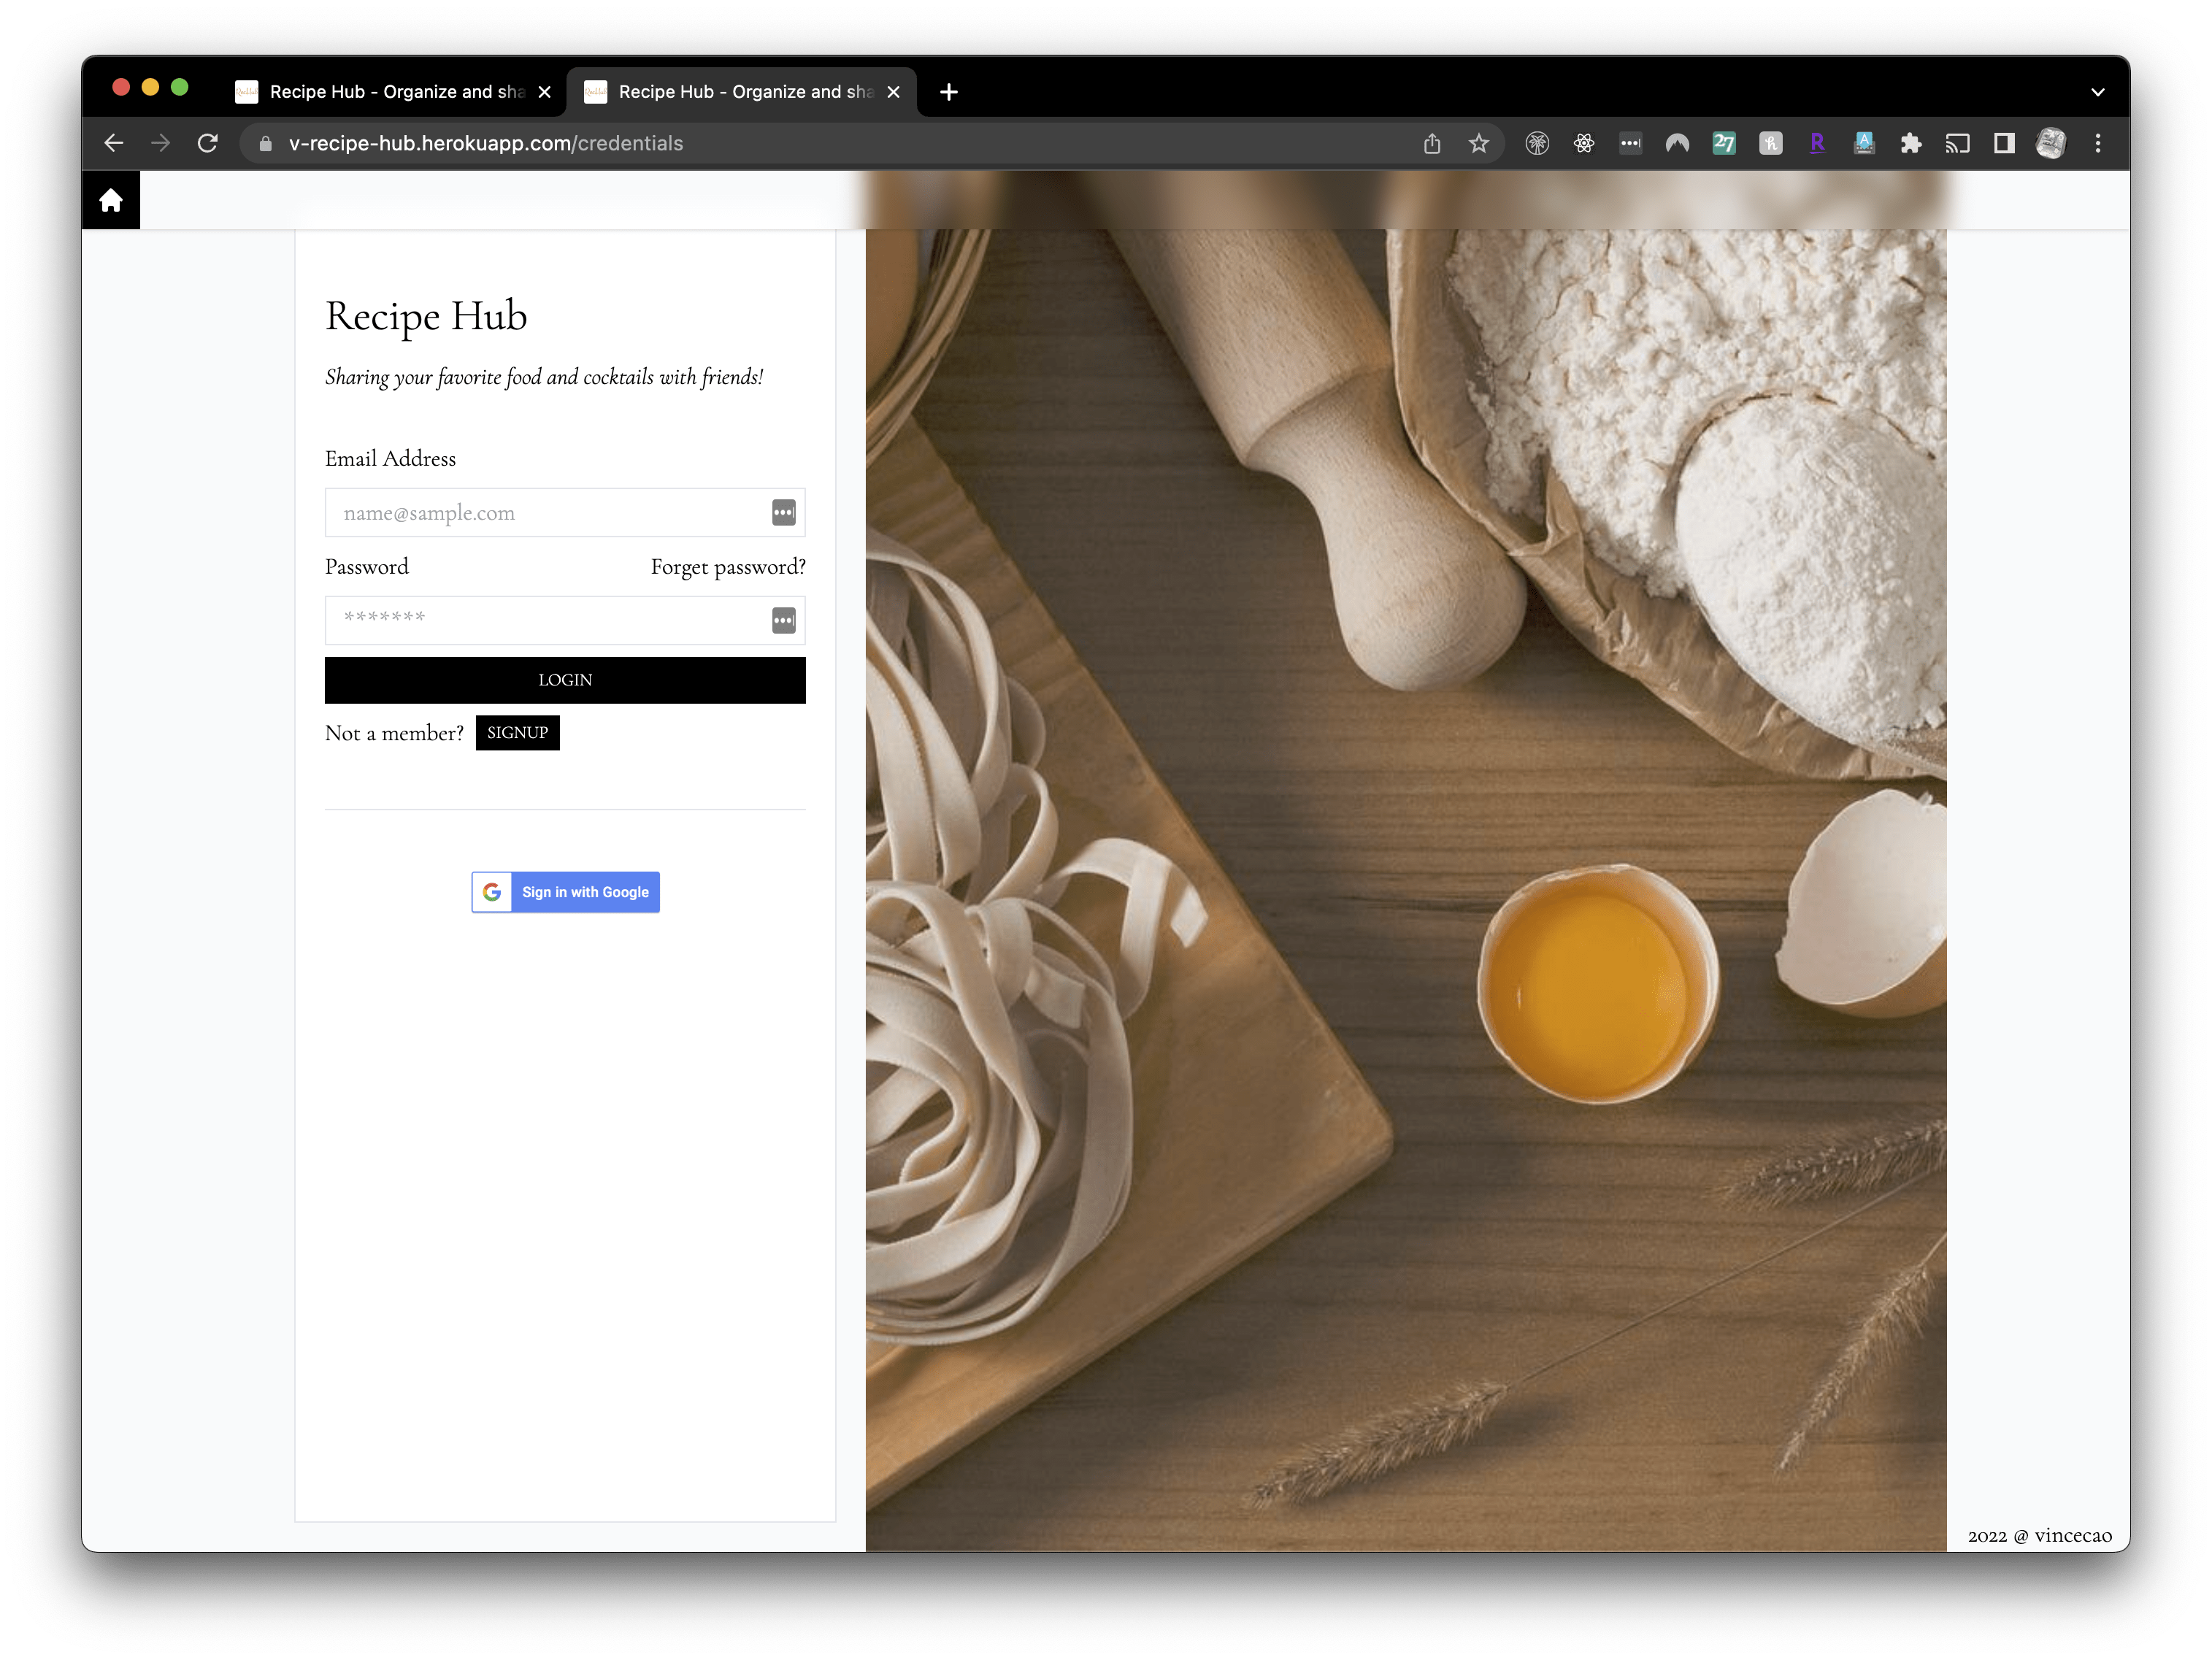 Recipe Hub - Organize and sha
Recipe Hub - Organize and sha
v-recipe-hub.herokuapp.com/credentials
27
R
A
Recipe Hub
Sharing your favorite food and cocktails with friends!
Email Address
name@sample.com
Password Forget password?
*******
LOGIN
Not a member? SIGNUP
G Sign in with Google
2022 @ vincecao